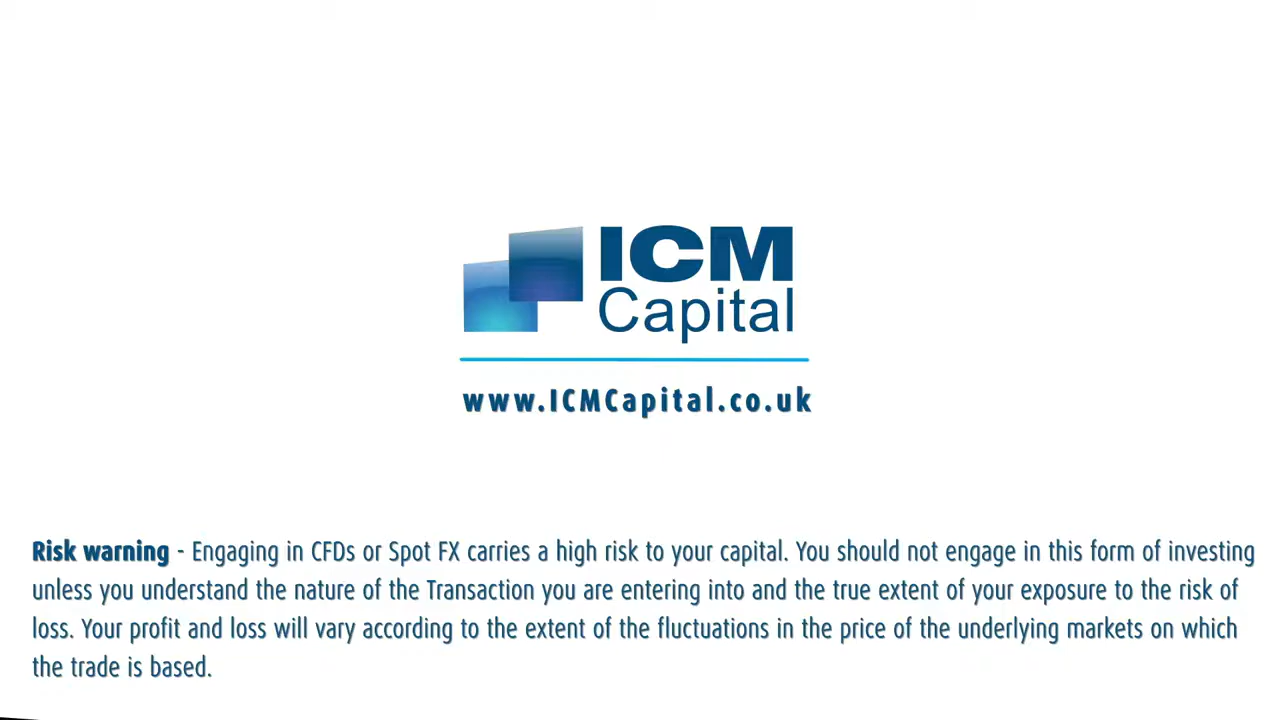 ICM
Capital
www.ICMCapital.co.uk
Risk warning - Engaging in CFDs or Spot FX carries a high risk to your capital. You should not engage in this form of investing
unless you understand the nature of the Transaction you are entering into and the true extent of your exposure to the risk of
loss. Your profit and loss will vary according to the extent of the fluctuations in the price of the underlying markets on which
the trade is based.